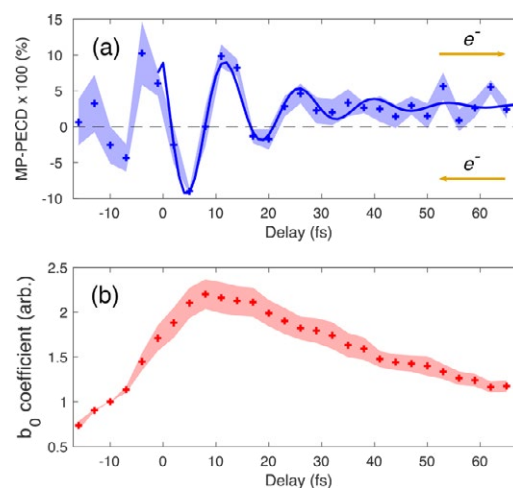 (a)
MP-PECD x 100 (%)
15
10
5
0
-5
-10
e⁻
e⁻
-10 0 10 20 30 40 50 60
Delay (fs)
(b)
b₀ coefficient (arb.)
2.5
2
1.5
1
0.5
-10 0 10 20 30 40 50 60
Delay (fs)